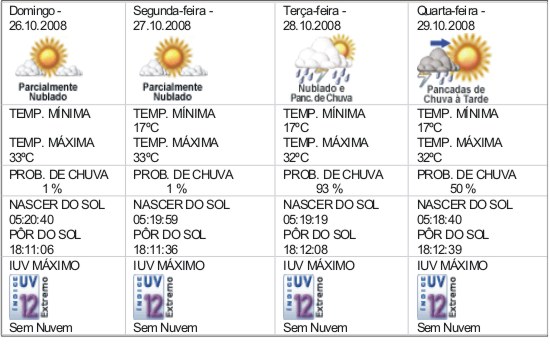 Domingo -
26.10.2008
Parcialmente
Nublado
TEMP. MÍNIMA
TEMP. MÁXIMA
33ºC
PROB. DE CHUVA
1 %
NASCER DO SOL
05:20:40
PÔR DO SOL
18:11:06
IUV MÁXIMO
ÍNDICE
UV
12
Extremo
Sem Nuvem
Segunda-feira -
27.10.2008
Parcialmente
Nublado
TEMP. MÍNIMA
17ºC
TEMP. MÁXIMA
33ºC
PROB. DE CHUVA
1 %
NASCER DO SOL
05:19:59
PÔR DO SOL
18:11:36
IUV MÁXIMO
ÍNDICE
UV
12
Extremo
Sem Nuvem
Terça-feira -
28.10.2008
Nublado e
Panc. de Chuva
TEMP. MÍNIMA
17ºC
TEMP. MÁXIMA
32ºC
PROB. DE CHUVA
93 %
NASCER DO SOL
05:19:19
PÔR DO SOL
18:12:08
IUV MÁXIMO
ÍNDICE
UV
12
Extremo
Sem Nuvem
Quarta-feira -
29.10.2008
Pancadas de
Chuva à Tarde
TEMP. MÍNIMA
17ºC
TEMP. MÁXIMA
32ºC
PROB. DE CHUVA
50 %
NASCER DO SOL
05:18:40
PÔR DO SOL
18:12:39
IUV MÁXIMO
ÍNDICE
UV
12
Extremo
Sem Nuvem